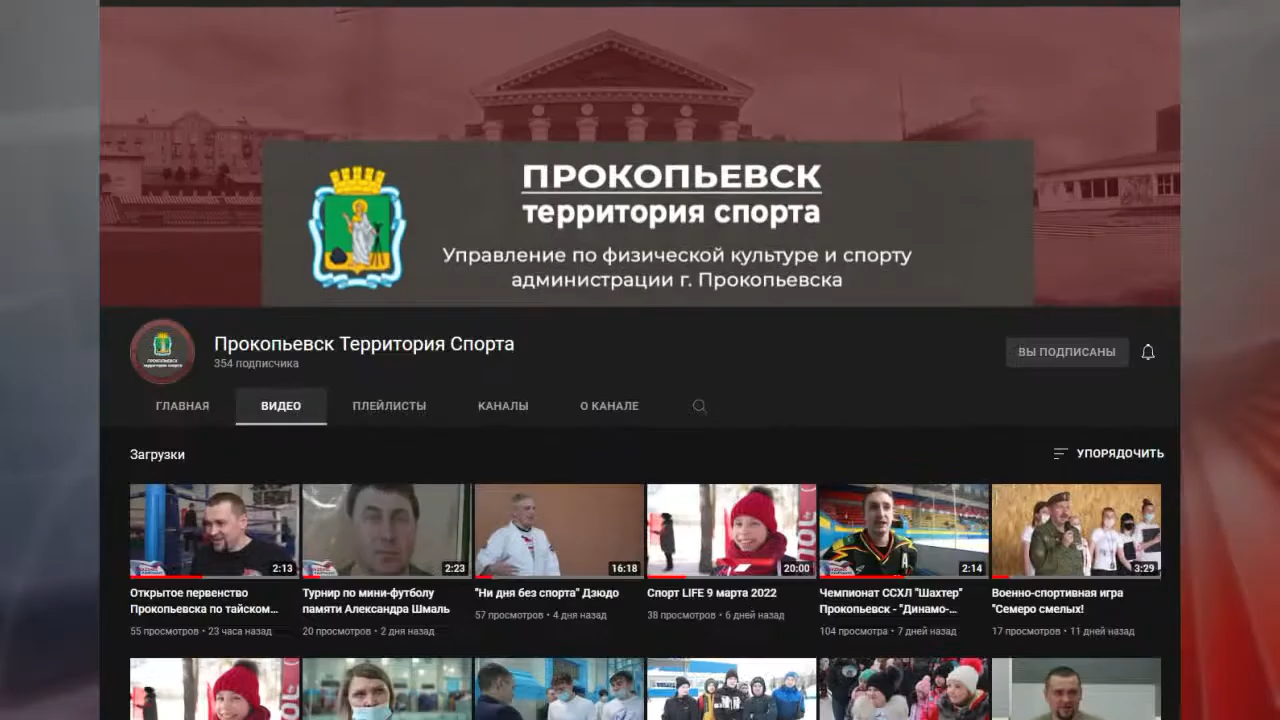 ПРОКОПЬЕВСК
территория спорта
Управление по физической культуре и спорту
администрации г. Прокопьевска
Прокопьевск Территория Спорта
354 подписчика
ВЫ ПОДПИСАНЫ
ГЛАВНАЯ
ВИДЕО
ПЛЕЙЛИСТЫ
КАНАЛЫ
О КАНАЛЕ
Загрузки
УПОРЯДОЧИТЬ
2:13
2:23
16:18
20:00
2:14
3:29
Открытое первенство
Прокопьевска по тайском...
55 просмотров • 23 часа назад
Турнир по мини-футболу
памяти Александра Шмаль
20 просмотров • 2 дня назад
"Ни дня без спорта" Дзюдо
57 просмотров • 4 дня назад
Спорт LIFE 9 марта 2022
38 просмотров • 6 дней назад
Чемпионат ССХЛ "Шахтер"
Прокопьевск - "Динамо-...
104 просмотра • 7 дней назад
Военно-спортивная игра
"Семеро смелых!
17 просмотров • 11 дней назад